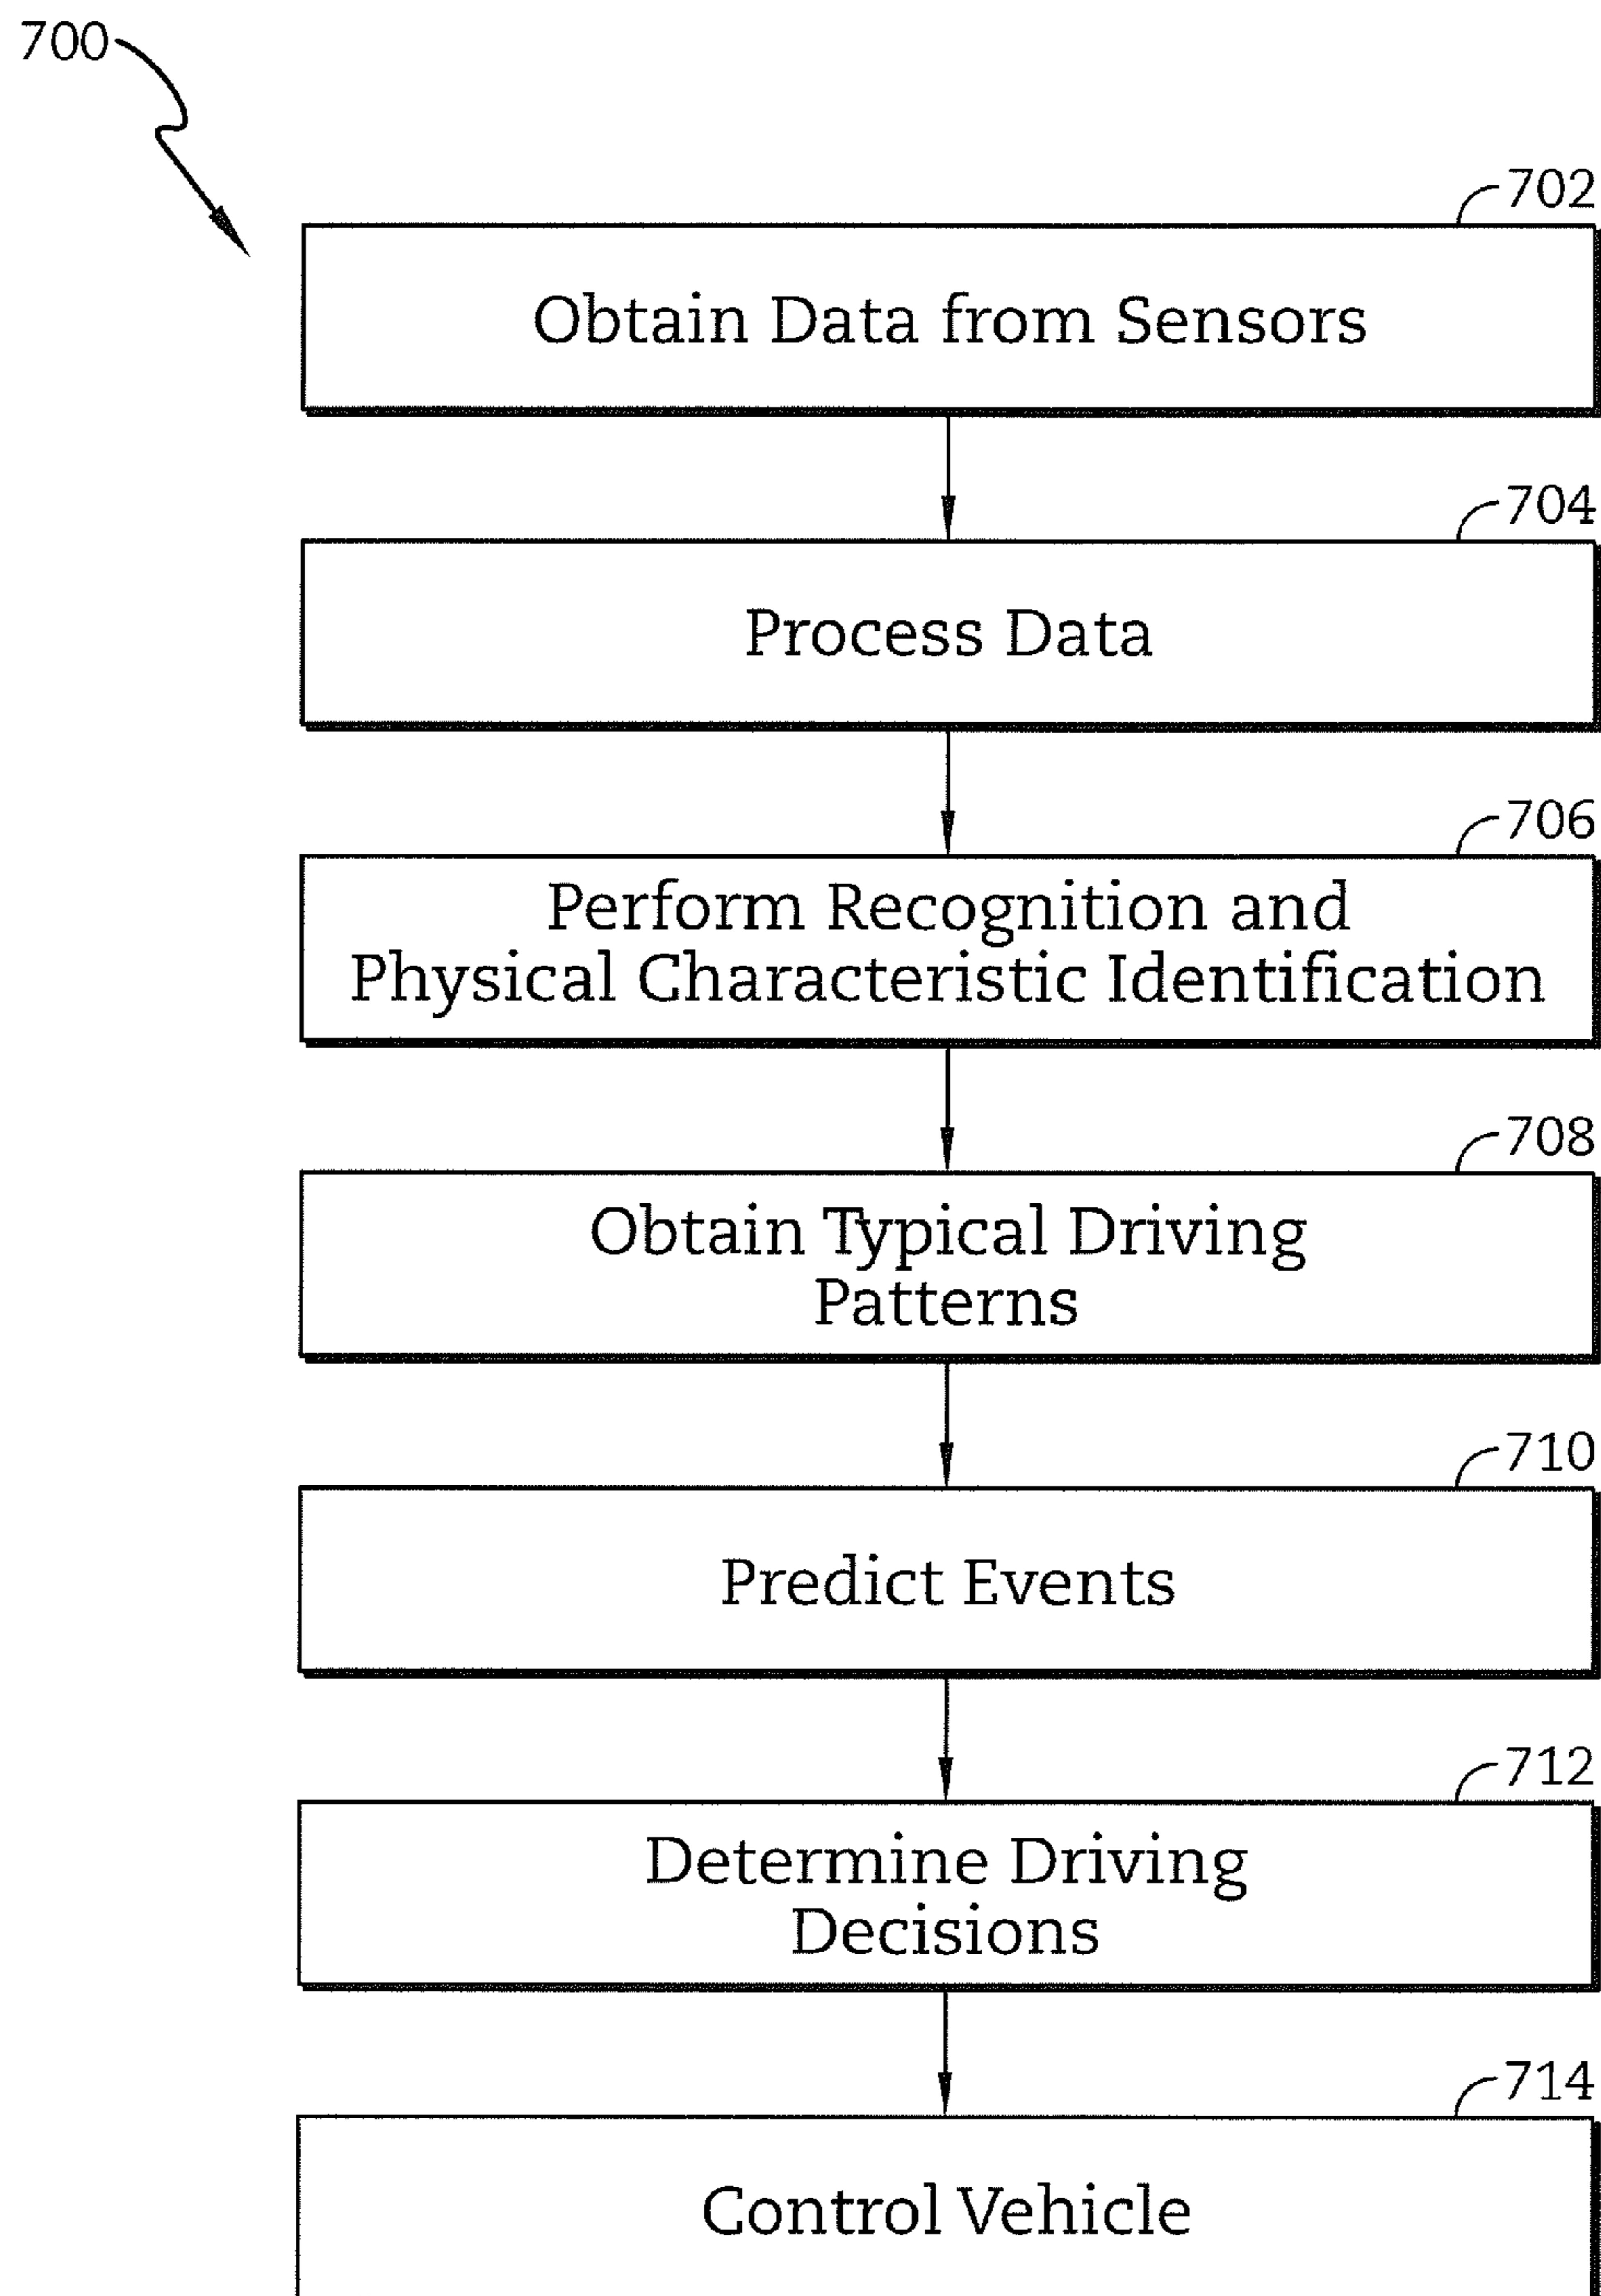 700
702
Obtain Data from Sensors
704
Process Data
706
Perform Recognition and
Physical Characteristic Identification
708
Obtain Typical Driving
Patterns
710
Predict Events
712
Determine Driving
Decisions
714
Control Vehicle